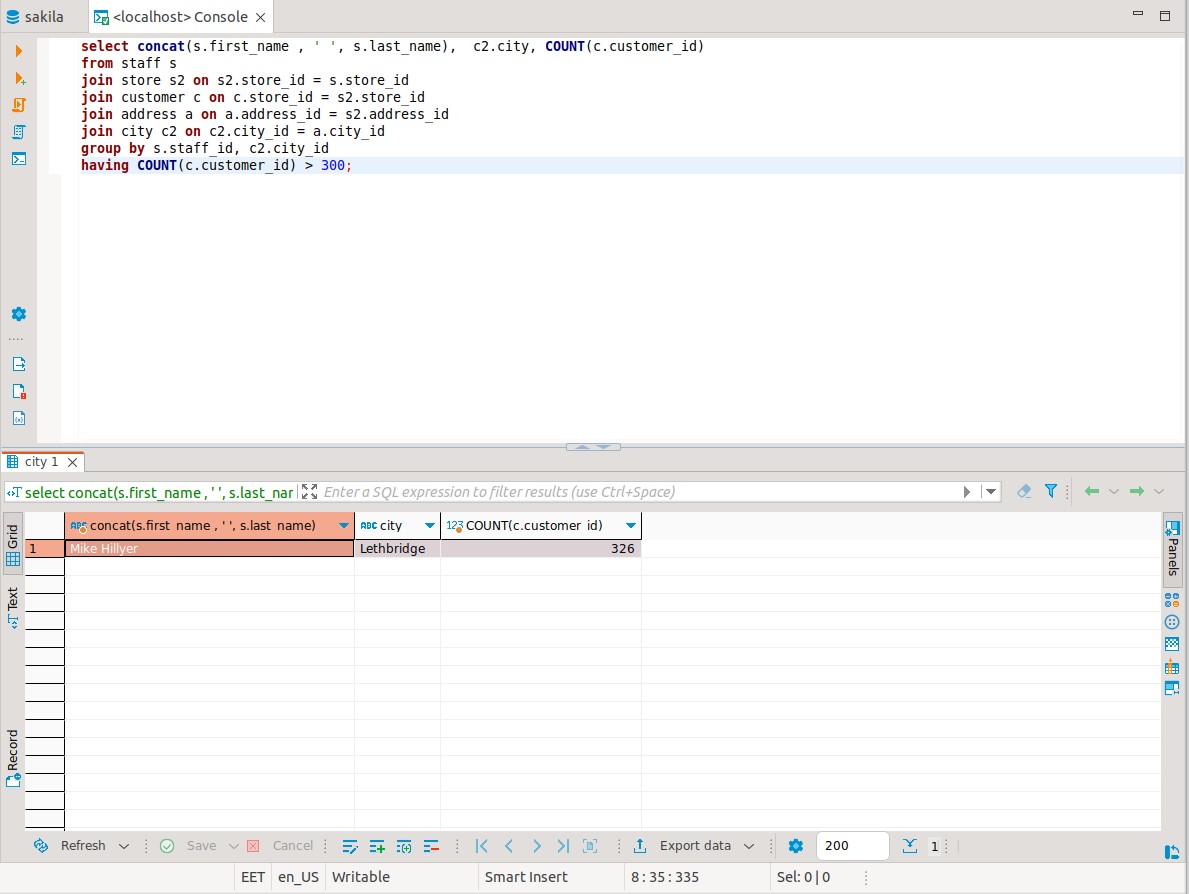 sakila
<localhost> Console
select concat(s.first_name , ' ', s.last_name),  c2.city, COUNT(c.customer_id)
from staff s
join store s2 on s2.store_id = s.store_id
join customer c on c.store_id = s2.store_id
join address a on a.address_id = s2.address_id
join city c2 on c2.city_id = a.city_id
group by s.staff_id, c2.city_id
having COUNT(c.customer_id) > 300;
city 1
select concat(s.first_name , ' ', s.last_nar
Enter a SQL expression to filter results (use Ctrl+Space)
Grid
Text
Record
Panels
ABC concat(s.first_name , ' ', s.last_name) ABC city 123 COUNT(c.customer_id)
1 Mike Hillyer Lethbridge 326
Refresh Save Cancel Export data 200 1
EET en_US Writable Smart Insert 8 : 35 : 335 Sel: 0 | 0